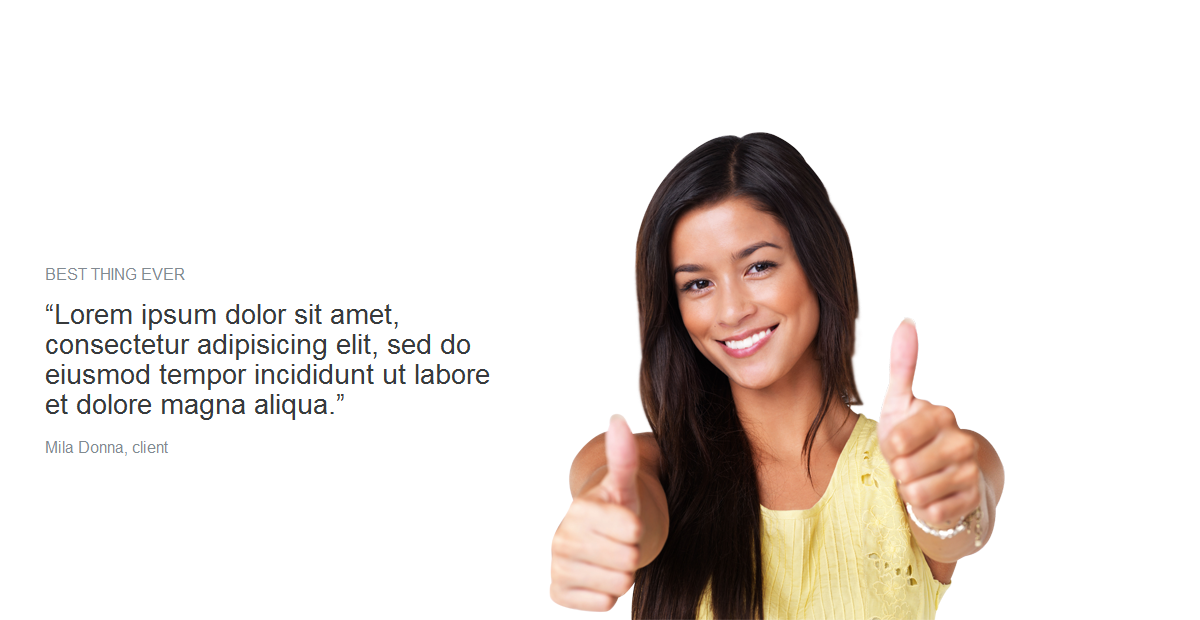 BEST THING EVER
“Lorem ipsum dolor sit amet,
consectetur adipisicing elit, sed do
eiusmod tempor incididunt ut labore
et dolore magna aliqua.”
Mila Donna, client